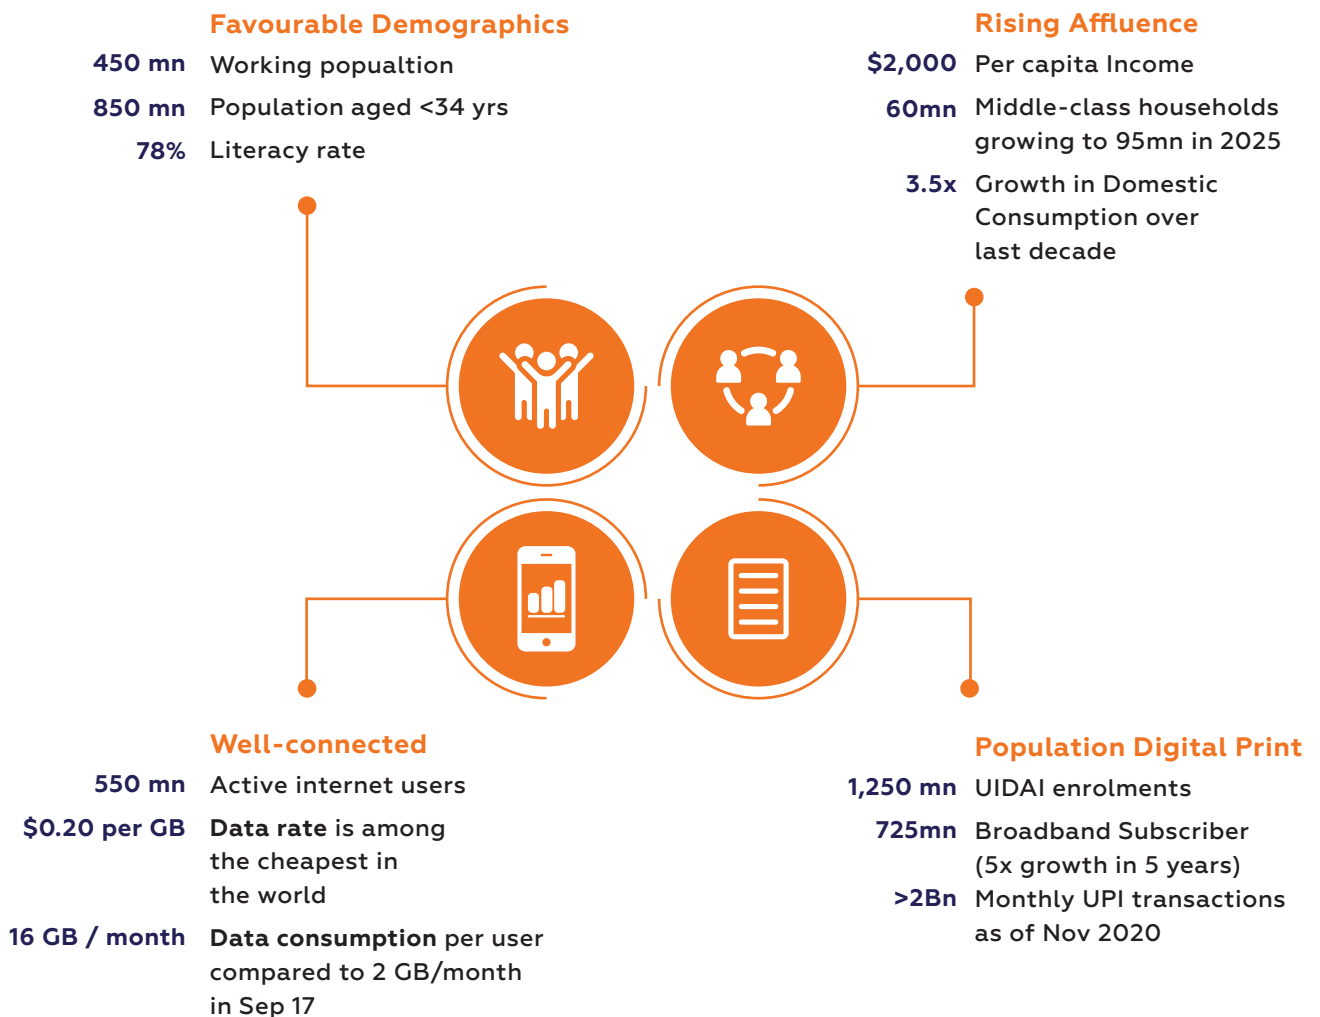 Favourable Demographics
450 mn Working popualtion
850 mn Population aged <34 yrs
78% Literacy rate
Rising Affluence
$2,000 Per capita Income
60mn Middle-class households
growing to 95mn in 2025
3.5x Growth in Domestic
Consumption over
last decade
Well-connected
550 mn Active internet users
$0.20 per GB Data rate is among
the cheapest in
the world
16 GB / month Data consumption per user
compared to 2 GB/month
in Sep 17
Population Digital Print
1,250 mn UIDAI enrolments
725mn Broadband Subscriber
(5x growth in 5 years)
>2Bn Monthly UPI transactions
as of Nov 2020